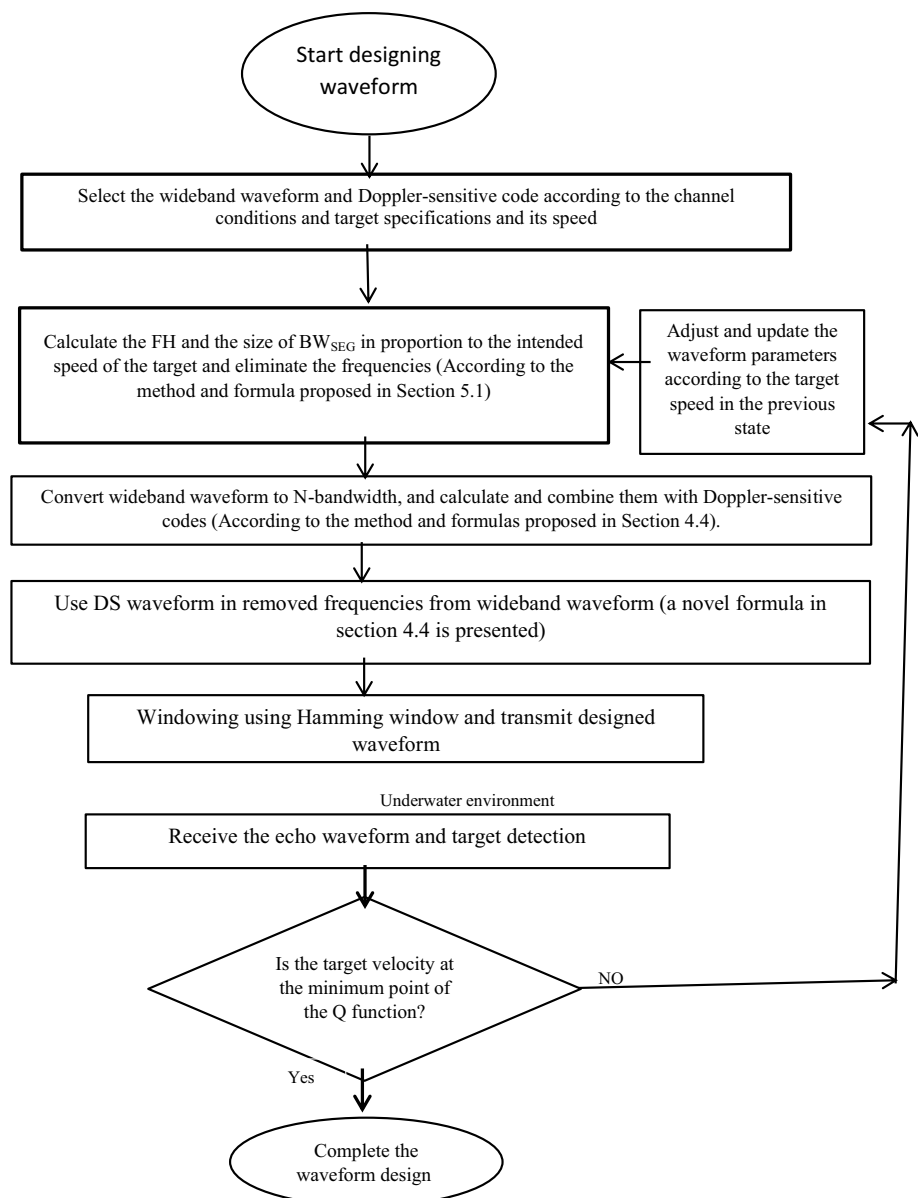 Start designing
waveform
Select the wideband waveform and Doppler-sensitive code according to the channel
conditions and target specifications and its speed
Calculate the FH and the size of BWSEG in proportion to the intended
speed of the target and eliminate the frequencies (According to the
method and formula proposed in Section 5.1)
Adjust and update the
waveform parameters
according to the target
speed in the previous
state
Convert wideband waveform to N-bandwidth, and calculate and combine them with Doppler-sensitive
codes (According to the method and formulas proposed in Section 4.4).
Use DS waveform in removed frequencies from wideband waveform (a novel formula in
section 4.4 is presented)
Windowing using Hamming window and transmit designed
waveform
Underwater environment
Receive the echo waveform and target detection
Is the target velocity at
the minimum point of
the Q function?
NO
Yes
Complete the
waveform design